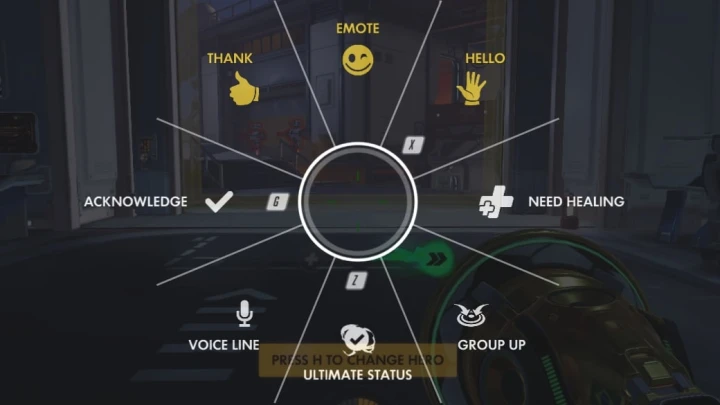 EMOTE
THANK
HELLO
X
ACKNOWLEDGE
G
NEED HEALING
Z
VOICE LINE
GROUP UP
PRESS H TO CHANGE HERO
ULTIMATE STATUS